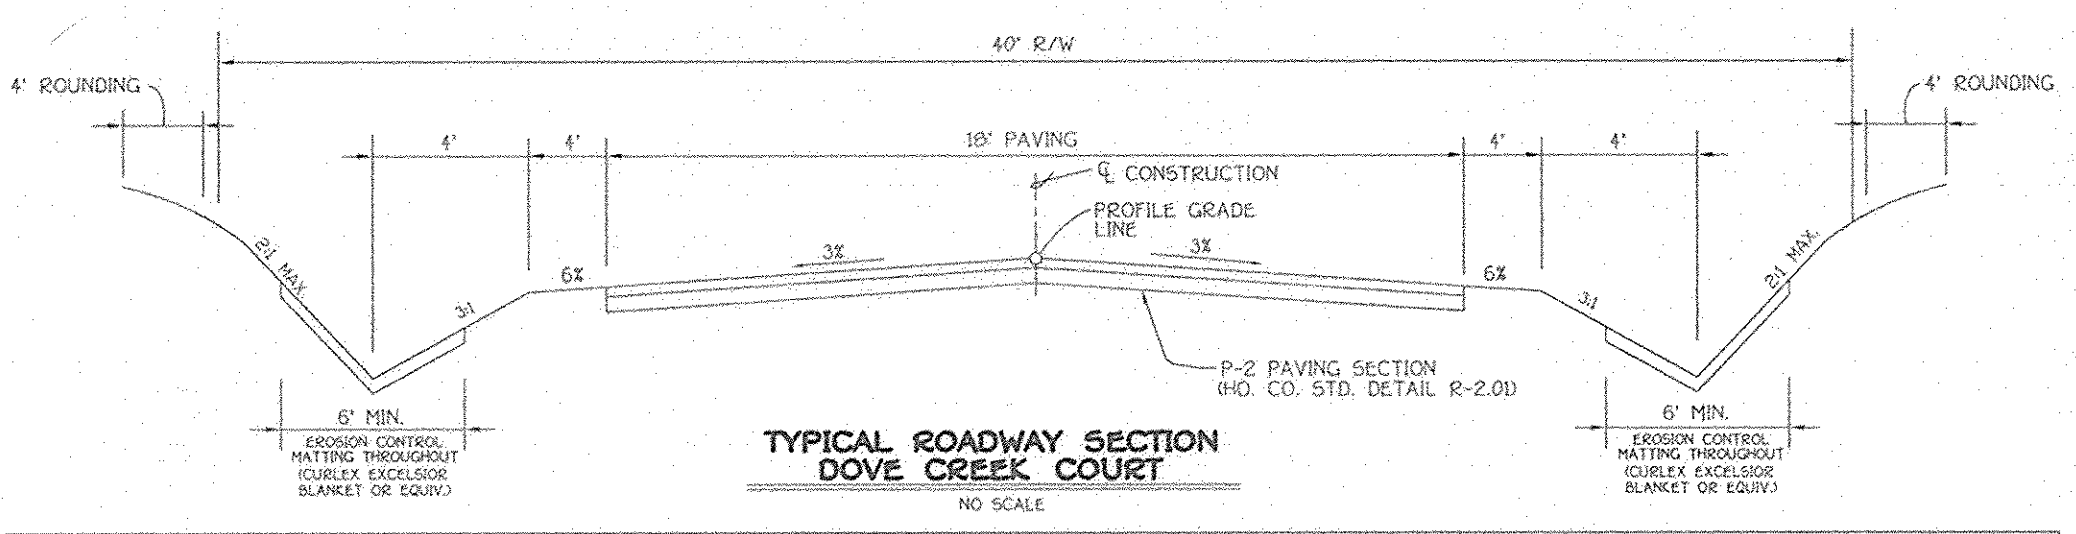 40' R/W
4' ROUNDING
4' ROUNDING
4'
4'
18' PAVING
4'
4'
℄ CONSTRUCTION
PROFILE GRADE
LINE
2:1 MAX.
3:1
6%
3%
3%
6%
3:1
2:1 MAX.
P-2 PAVING SECTION
(HO. CO. STD. DETAIL R-2.01)
6' MIN.
EROSION CONTROL
MATTING THROUGHOUT
(CURLEX EXCELSIOR
BLANKET OR EQUIV.)
6' MIN.
EROSION CONTROL
MATTING THROUGHOUT
(CURLEX EXCELSIOR
BLANKET OR EQUIV.)
TYPICAL ROADWAY SECTION
DOVE CREEK COURT
NO SCALE